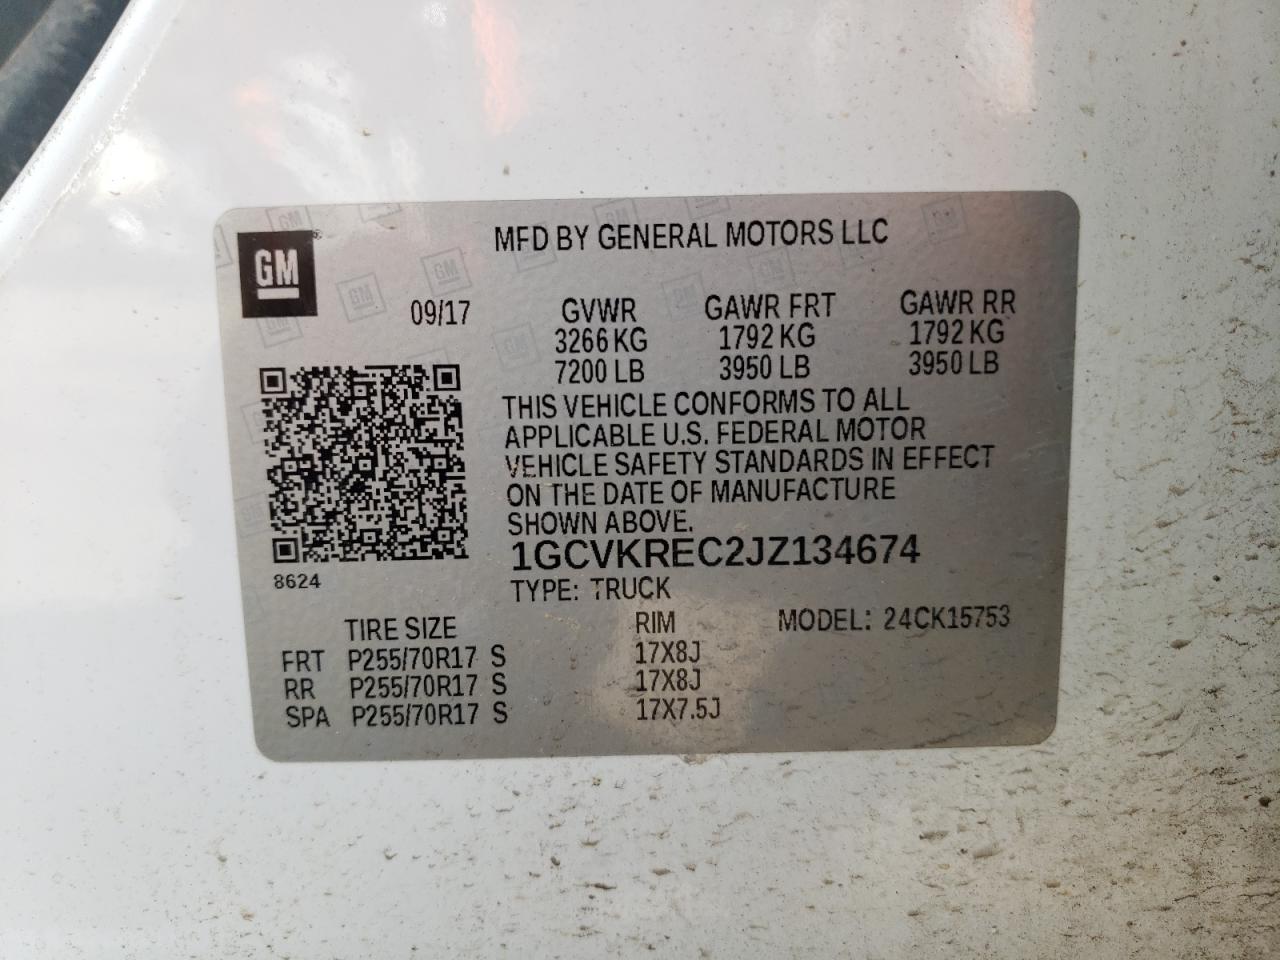 GM
MFD BY GENERAL MOTORS LLC
09/17 GVWR GAWR FRT GAWR RR
3266 KG 1792 KG 1792 KG
7200 LB 3950 LB 3950 LB
THIS VEHICLE CONFORMS TO ALL
APPLICABLE U.S. FEDERAL MOTOR
VEHICLE SAFETY STANDARDS IN EFFECT
ON THE DATE OF MANUFACTURE
SHOWN ABOVE.
1GCVKREC2JZ134674
8624
TYPE: TRUCK
TIRE SIZE RIM MODEL: 24CK15753
FRT P255/70R17 S 17X8J
RR P255/70R17 S 17X8J
SPA P255/70R17 S 17X7.5J